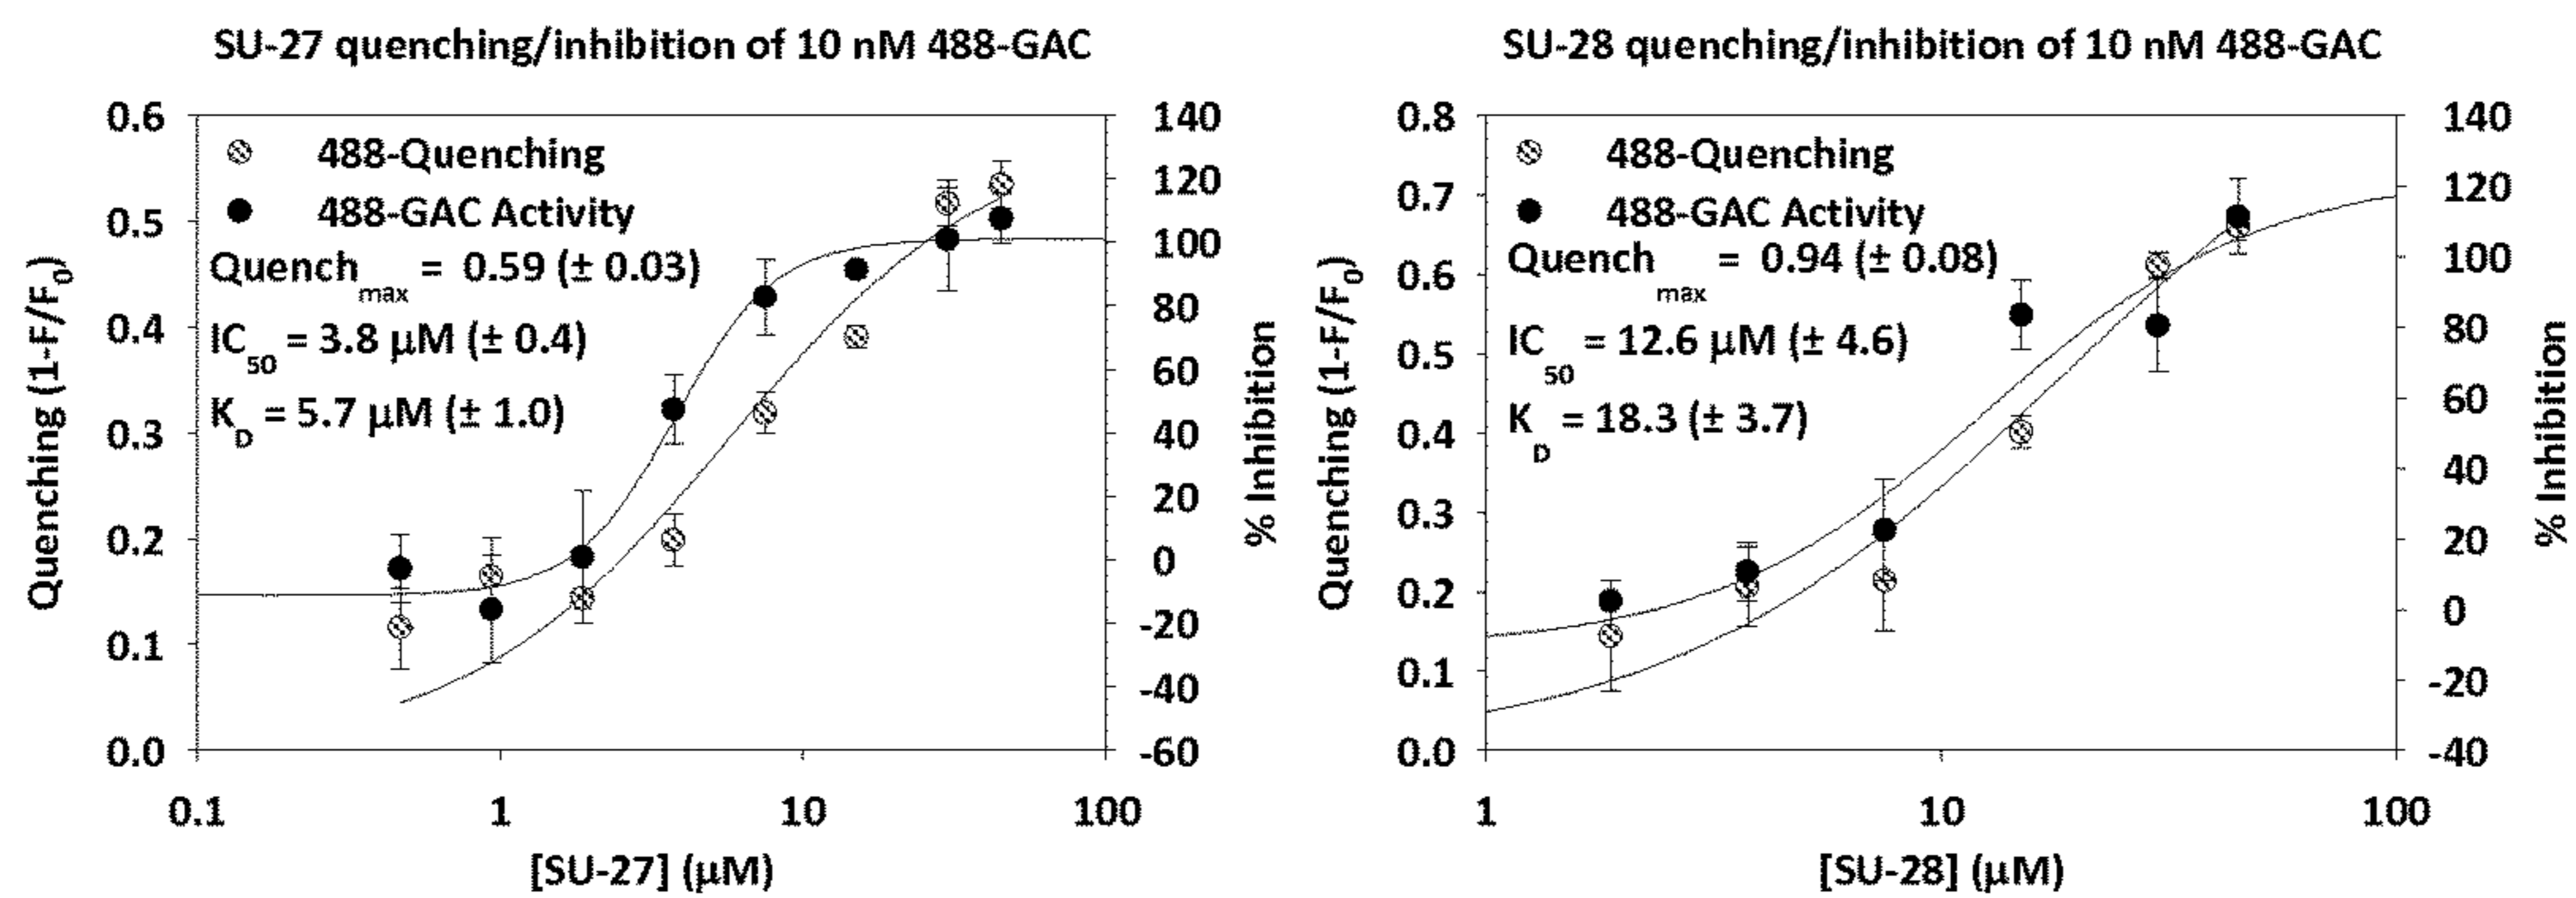 SU-27 quenching/inhibition of 10 nM 488-GAC
0.6
0.5
0.4
0.3
0.2
0.1
0.0
Quenching (1-F/F0)
488-Quenching
488-GAC Activity
Quench max = 0.59 (± 0.03)
IC50 = 3.8 µM (± 0.4)
KD = 5.7 µM (± 1.0)
140
120
100
80
60
40
20
0
-20
-40
-60
% Inhibition
0.1 1 10 100
[SU-27] (µM)
SU-28 quenching/inhibition of 10 nM 488-GAC
0.8
0.7
0.6
0.5
0.4
0.3
0.2
0.1
0.0
Quenching (1-F/F0)
488-Quenching
488-GAC Activity
Quench max = 0.94 (± 0.08)
IC50 = 12.6 µM (± 4.6)
KD = 18.3 (± 3.7)
140
120
100
80
60
40
20
0
-20
-40
% Inhibition
1 10 100
[SU-28] (µM)